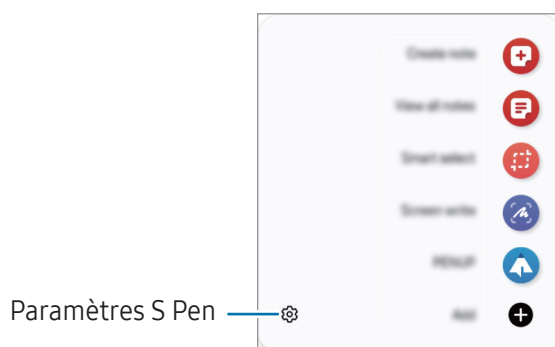 Create note
View all notes
Smart select
Screen write
PENUP
Paramètres S Pen
Add